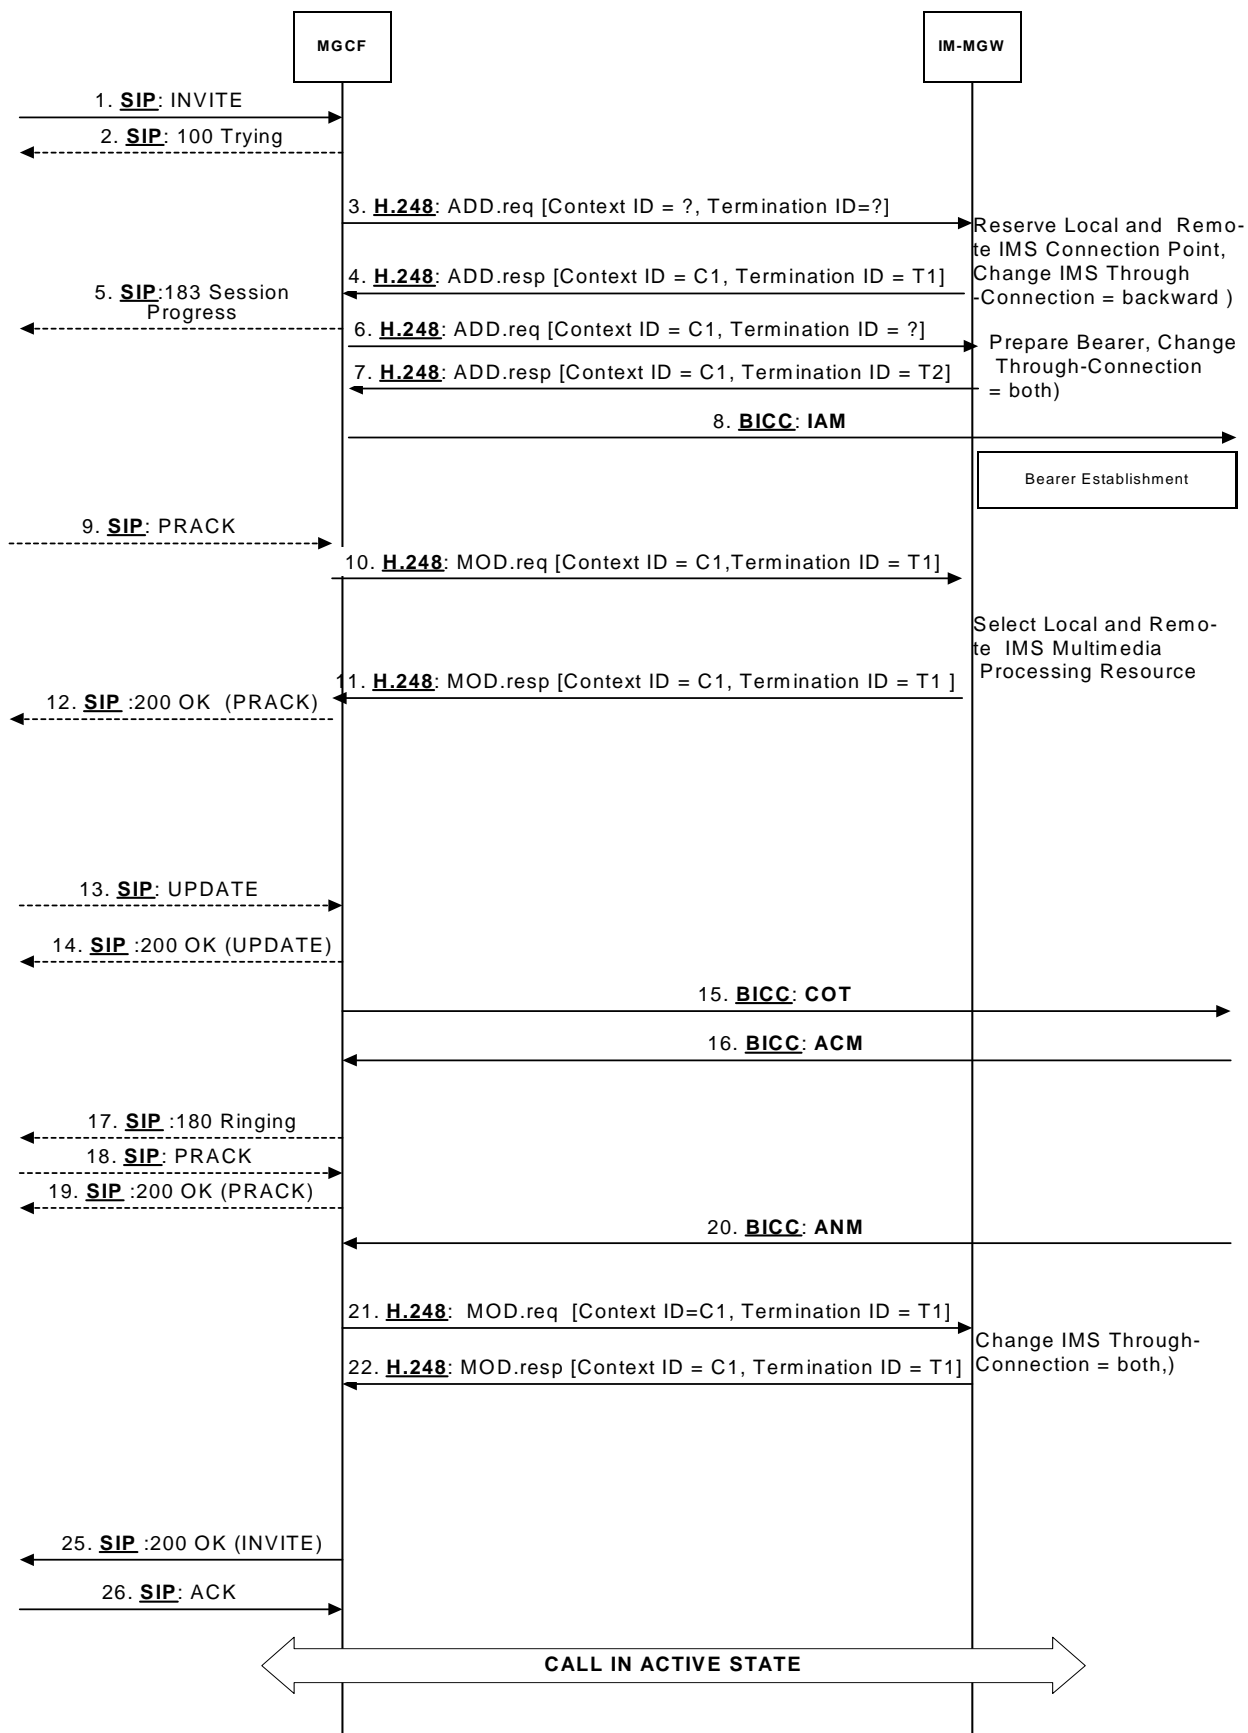 MGCF
IM-MGW
1. SIP: INVITE
2. SIP: 100 Trying
3. H.248: ADD.req [Context ID = ?, Termination ID=?]
Reserve Local and Remo-
te IMS Connection Point,
Change IMS Through
-Connection = backward )
4. H.248: ADD.resp [Context ID = C1, Termination ID = T1]
5. SIP:183 Session
Progress
6. H.248: ADD.req [Context ID = C1, Termination ID = ?]
Prepare Bearer, Change
Through-Connection
= both)
7. H.248: ADD.resp [Context ID = C1, Termination ID = T2]
8. BICC: IAM
Bearer Establishment
9. SIP: PRACK
10. H.248: MOD.req [Context ID = C1,Termination ID = T1]
Select Local and Remo-
te IMS Multimedia
Processing Resource
11. H.248: MOD.resp [Context ID = C1, Termination ID = T1 ]
12. SIP :200 OK (PRACK)
13. SIP: UPDATE
14. SIP :200 OK (UPDATE)
15. BICC: COT
16. BICC: ACM
17. SIP :180 Ringing
18. SIP: PRACK
19. SIP :200 OK (PRACK)
20. BICC: ANM
21. H.248: MOD.req [Context ID=C1, Termination ID = T1]
Change IMS Through-
Connection = both,)
22. H.248: MOD.resp [Context ID = C1, Termination ID = T1]
25. SIP :200 OK (INVITE)
26. SIP: ACK
CALL IN ACTIVE STATE